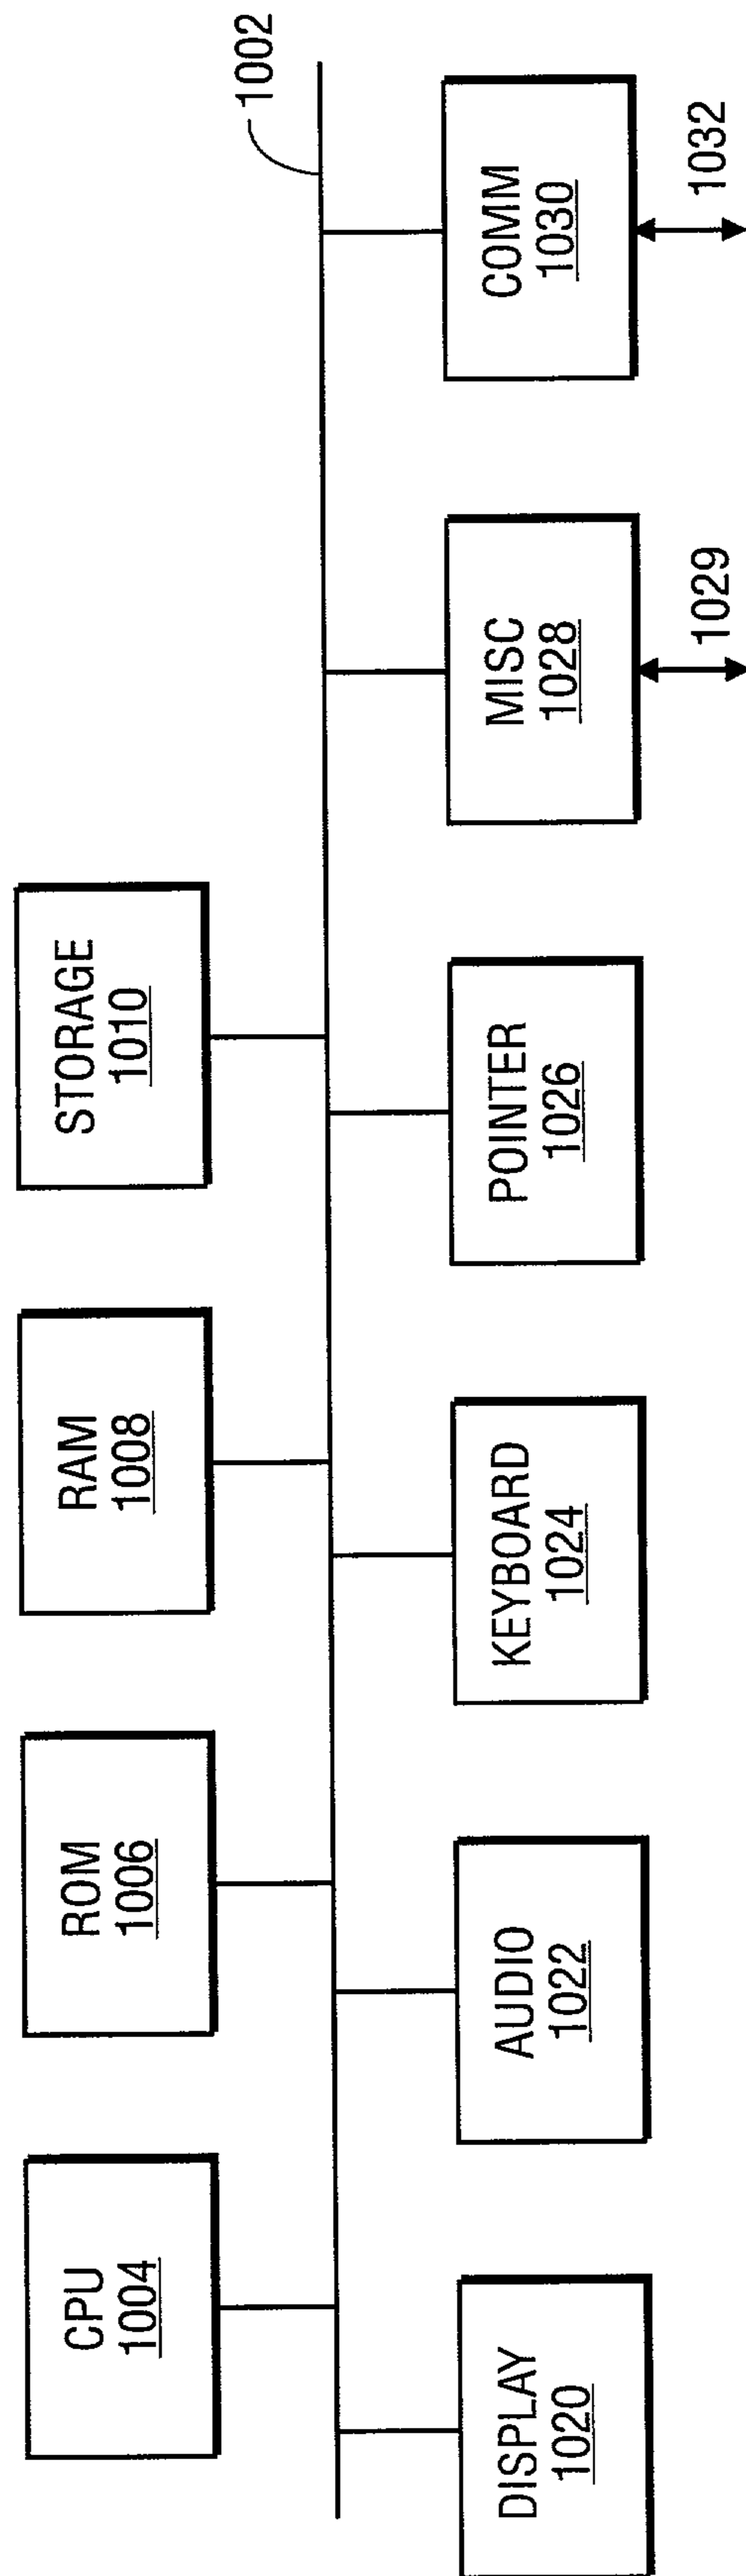 1002
CPU
1004
ROM
1006
RAM
1008
STORAGE
1010
DISPLAY
1020
AUDIO
1022
KEYBOARD
1024
POINTER
1026
MISC
1028
COMM
1030
1029
1032